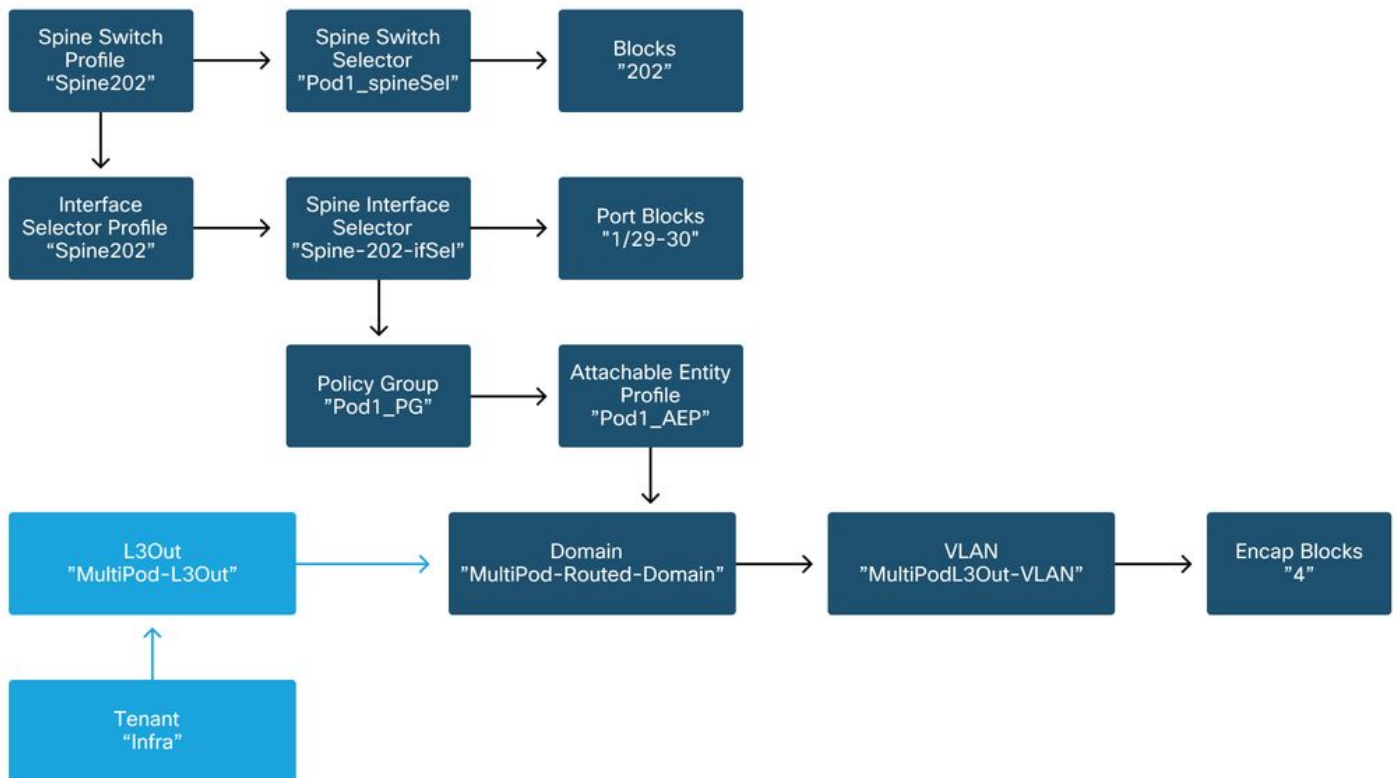 Spine Switch
Profile
“Spine202”
Spine Switch
Selector
”Pod1_spineSel”
Blocks
”202”
Interface
Selector Profile
“Spine202”
Spine Interface
Selector
”Spine-202-ifSel”
Port Blocks
"1/29-30"
Policy Group
”Pod1_PG”
Attachable Entity
Profile
”Pod1_AEP”
L3Out
”MultiPod-L3Out”
Domain
”MultiPod-Routed-Domain”
VLAN
”MultiPodL3Out-VLAN”
Encap Blocks
”4”
Tenant
“Infra”